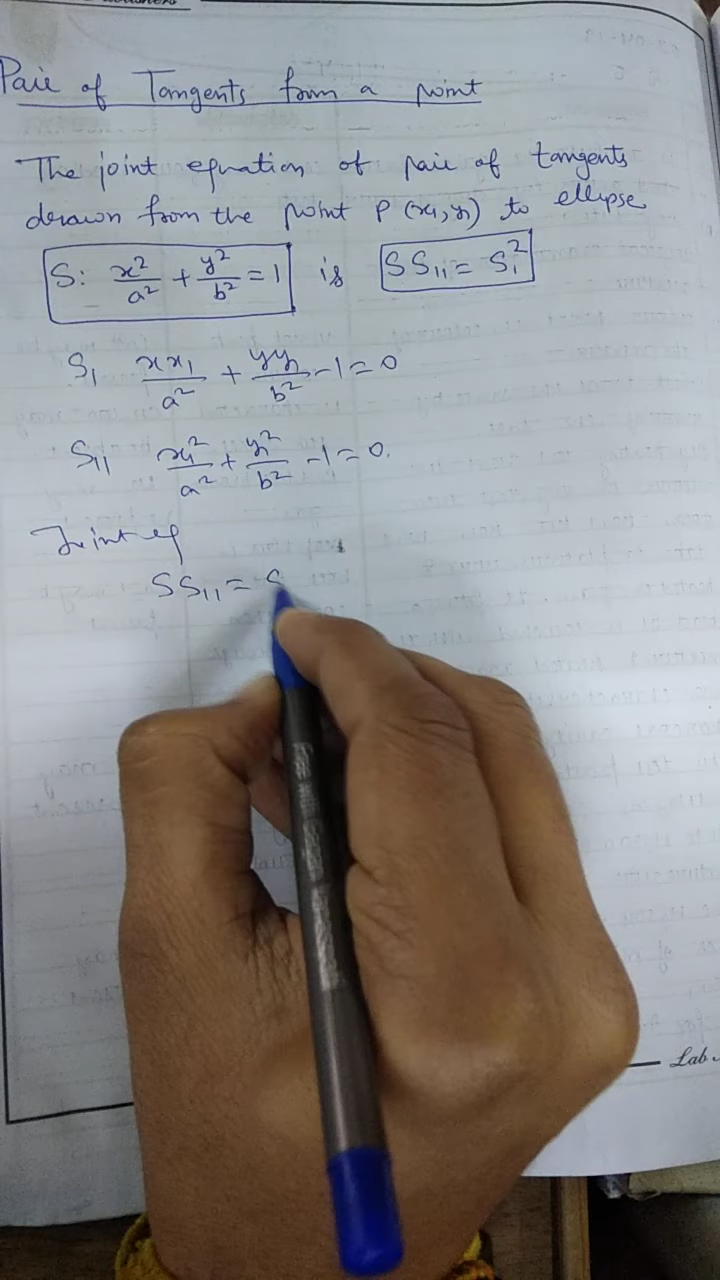 Pair of Tangents from a point
The joint equation of pair of tangents
drawn from the point P (x₁, y₁) to ellipse
S: x²/a² + y²/b² = 1 is SS₁₁ = S₁²
S₁ xx₁/a² + yy₁/b² - 1 = 0
S₁₁ x₁²/a² + y₁²/b² - 1 = 0.
Joint eq
SS₁₁ = S
Lab